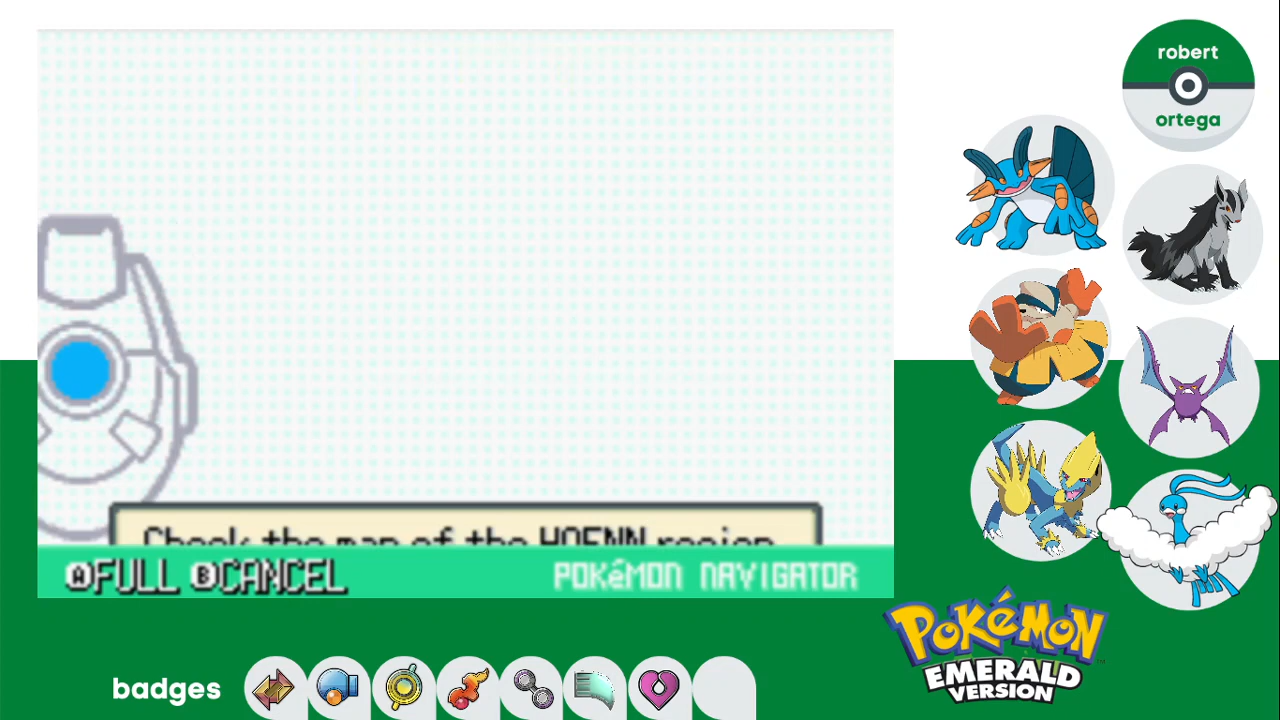 robert
ortega
Check the map of the HOENN region.
ⒶFULL ⒷCANCEL
POKéMON NAVIGATOR
POKéMON
EMERALD
VERSION
badges